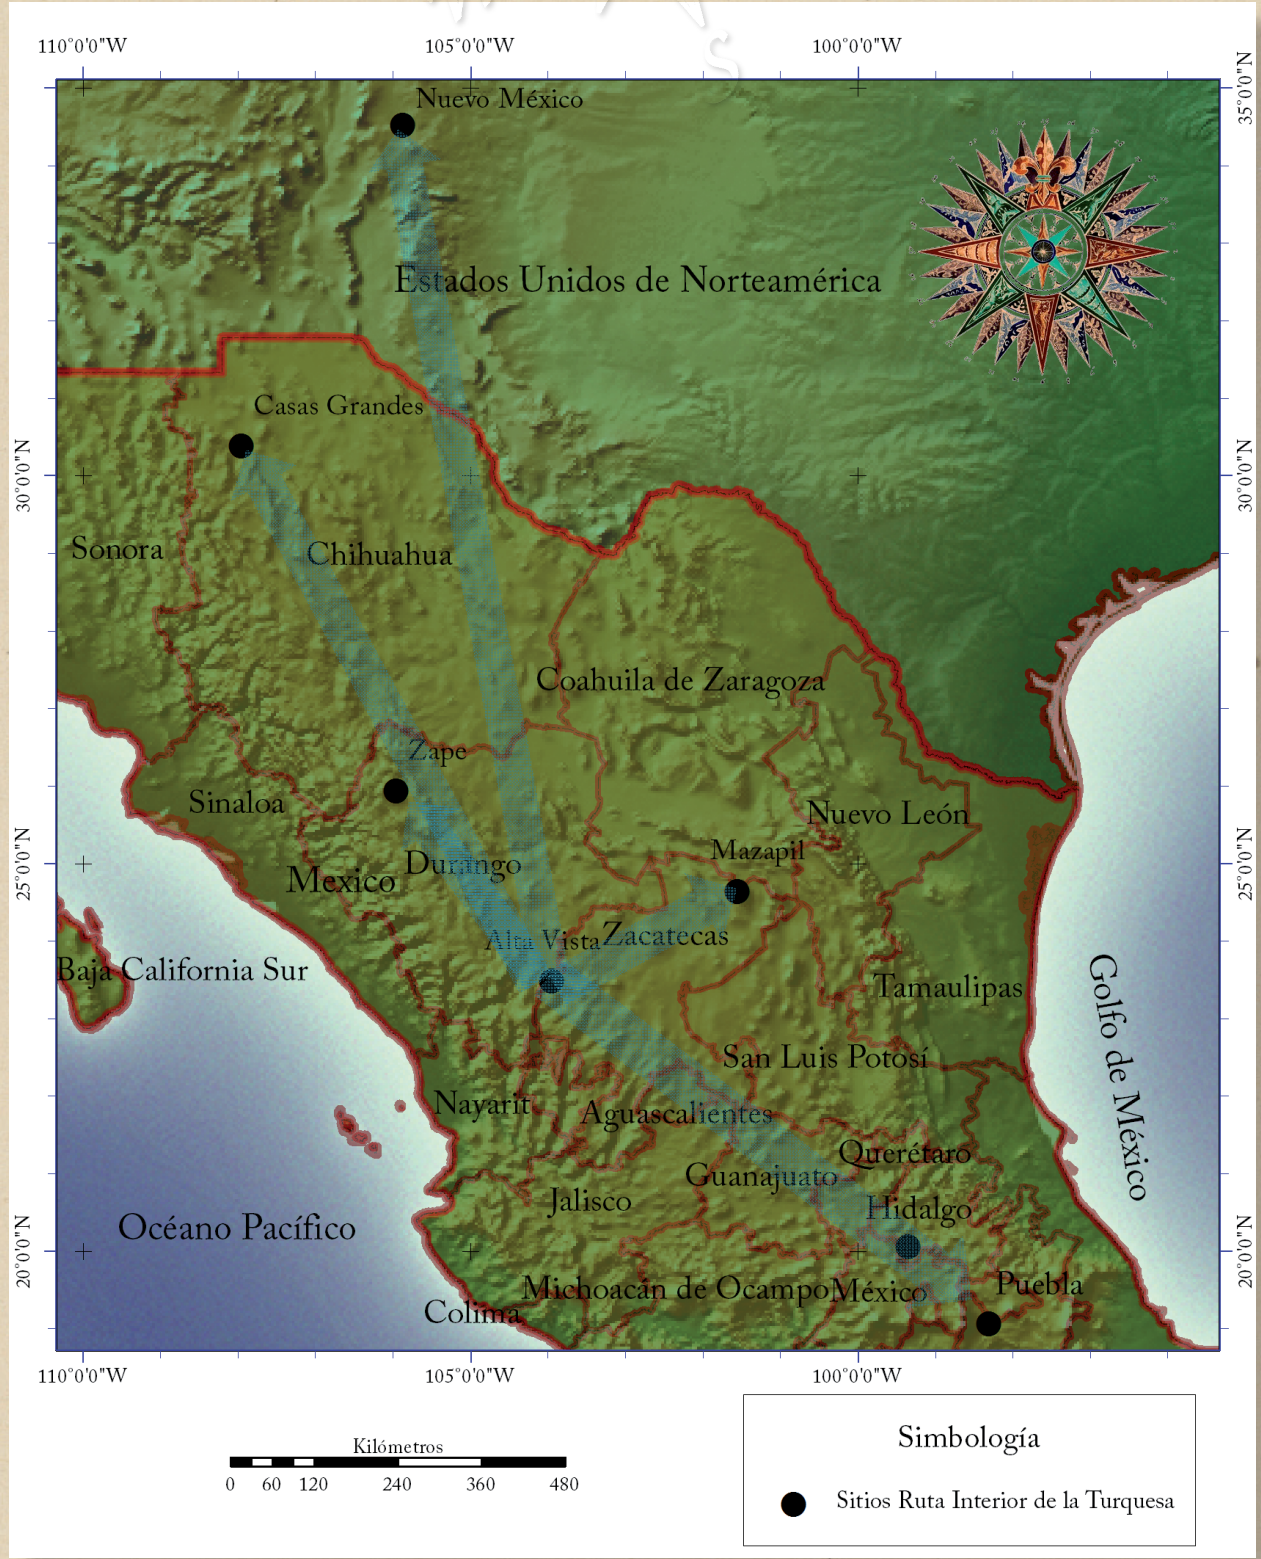 110°0'0"W
105°0'0"W
100°0'0"W
35°0'0"N
Nuevo México
Estados Unidos de Norteamérica
Casas Grandes
30°0'0"N
30°0'0"N
Sonora
Chihuahua
Coahuila de Zaragoza
Zape
Sinaloa
Nuevo León
Mazapil
25°0'0"N
25°0'0"N
Durango
Mexico
Alta Vista
Zacatecas
Baja California Sur
Tamaulipas
Golfo de México
San Luis Potosí
Nayarit
Aguascalientes
Querétaro
Guanajuato
Jalisco
Hidalgo
Océano Pacífico
20°0'0"N
20°0'0"N
Michoacán de Ocampo
México
Puebla
Colima
110°0'0"W
105°0'0"W
100°0'0"W
Simbología
Kilómetros
0 60 120 240 360 480
Sitios Ruta Interior de la Turquesa